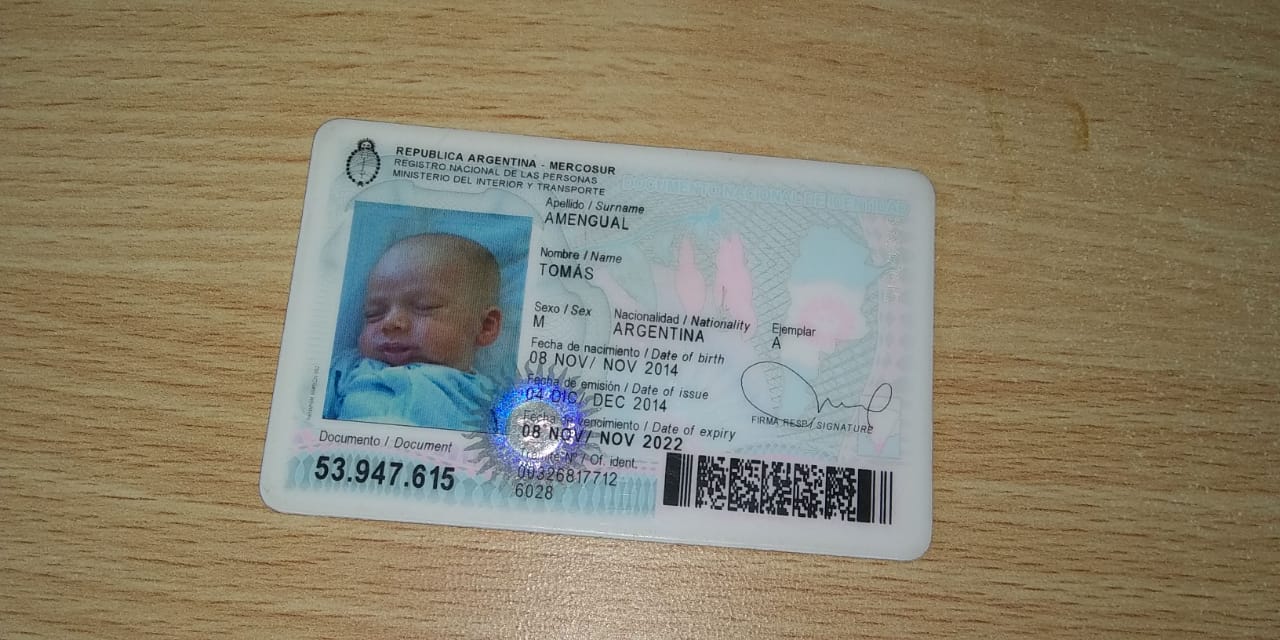 REPUBLICA ARGENTINA - MERCOSUR
REGISTRO NACIONAL DE LAS PERSONAS
MINISTERIO DEL INTERIOR Y TRANSPORTE
DOCUMENTO NACIONAL DE IDENTIDAD
Apellido / Surname
AMENGUAL
Nombre / Name
TOMÁS
Sexo / Sex
M
Nacionalidad / Nationality
ARGENTINA
Ejemplar
A
Fecha de nacimiento / Date of birth
08 NOV/ NOV 2014
Fecha de emisión / Date of issue
04 DIC/ DEC 2014
Fecha de vencimiento / Date of expiry
08 NOV/ NOV 2022
FIRMA RESP./ SIGNATURE
Documento / Document
53.947.615
Nº / Of. ident.
00326817712
6028